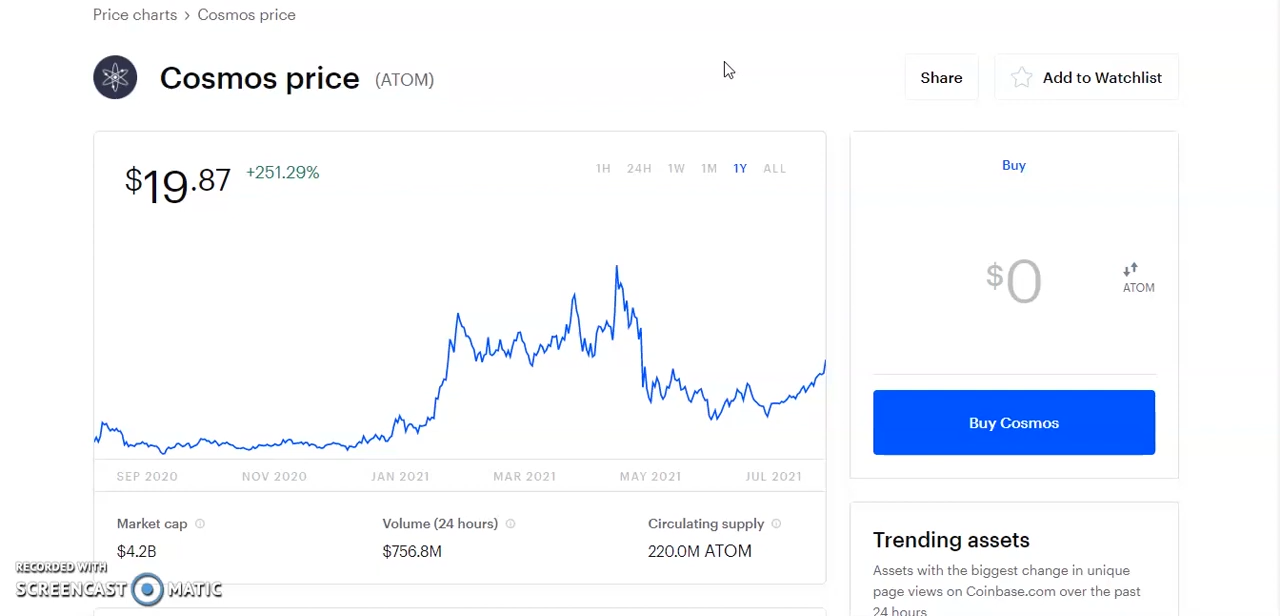 Price charts › Cosmos price
Cosmos price (ATOM)
Share
Add to Watchlist
$19.87 +251.29%
1H 24H 1W 1M 1Y ALL
Buy
$0
ATOM
Buy Cosmos
SEP 2020 NOV 2020 JAN 2021 MAR 2021 MAY 2021 JUL 2021
Market cap
$4.2B
Volume (24 hours)
$756.8M
Circulating supply
220.0M ATOM
Trending assets
Assets with the biggest change in unique
page views on Coinbase.com over the past
24 hours
RECORDED WITH
SCREENCAST MATIC